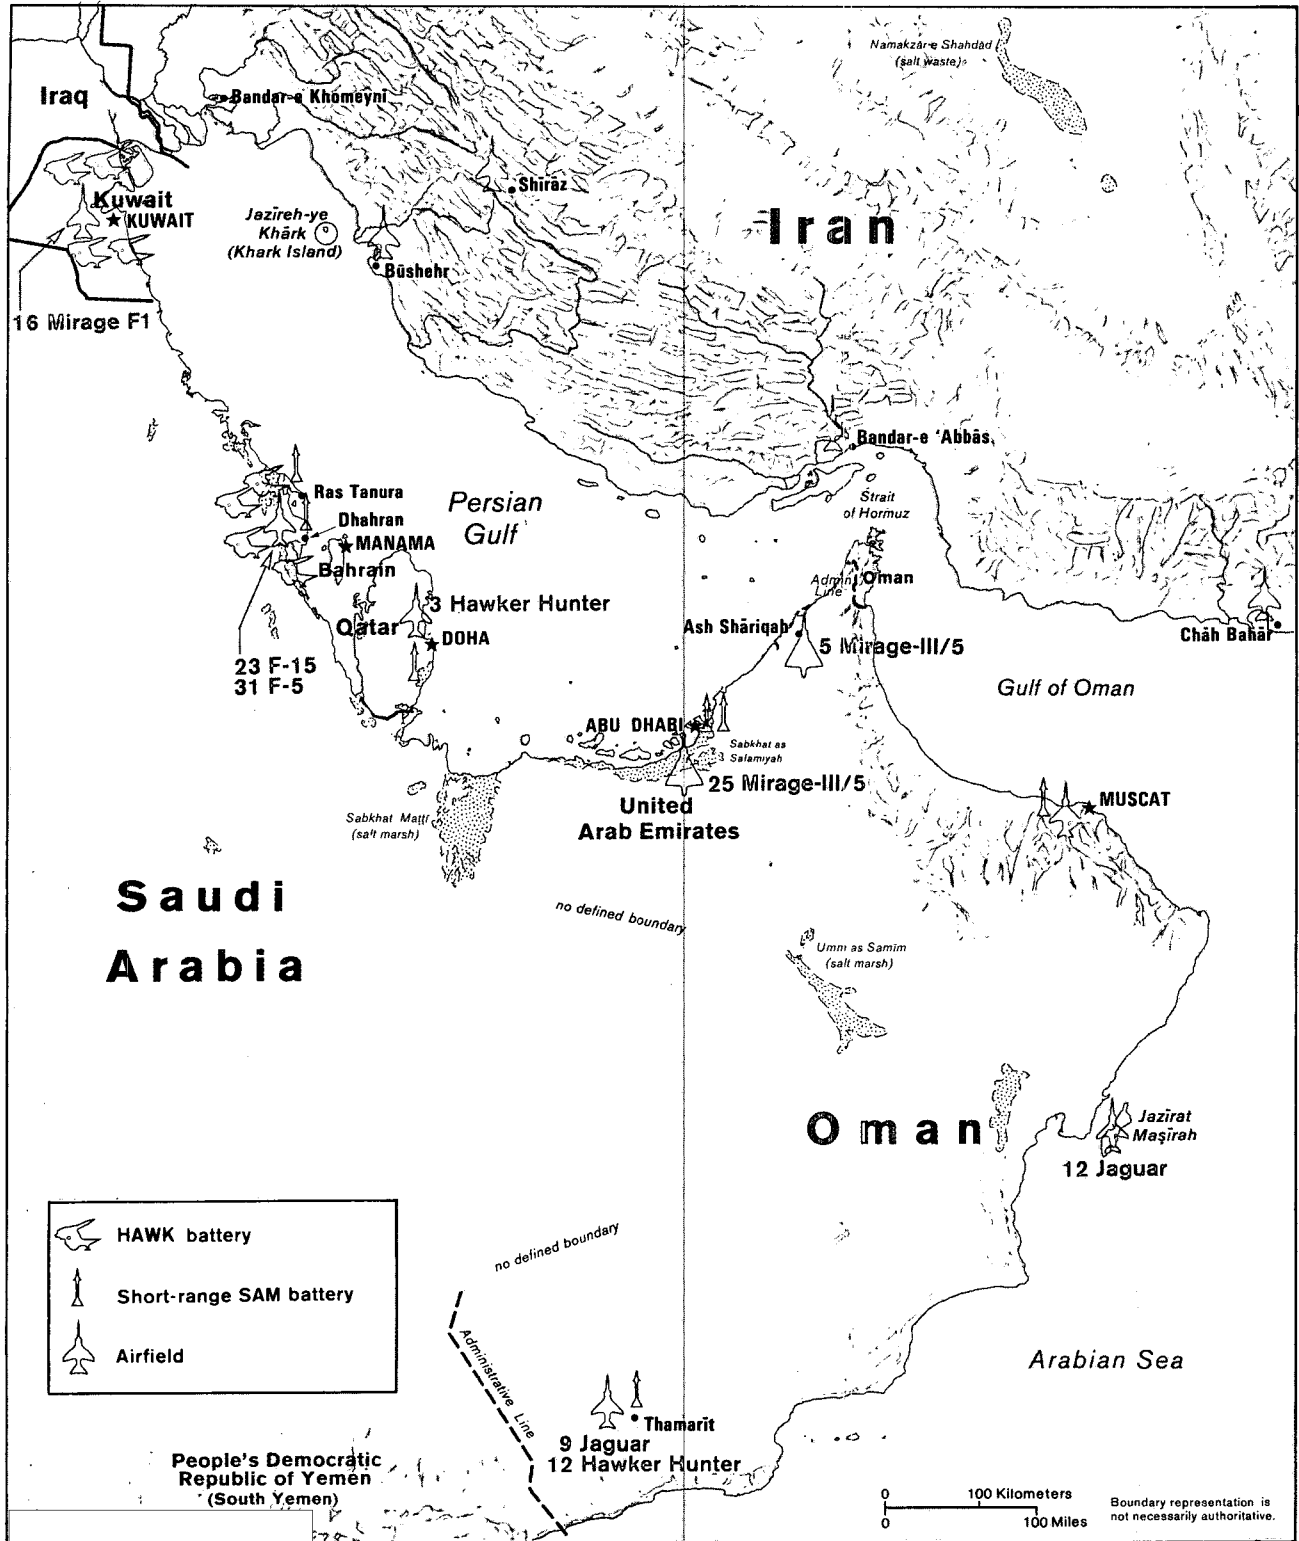 Namakzār-e Shahdād
(salt waste)
Iraq
Bandar-e Khomeynī
Shīrāz
Kuwait
KUWAIT
Jazīreh-ye
Khārk
(Khark Island)
Iran
Būshehr
16 Mirage F1
Bandar-e 'Abbās
Ras Tanura
Persian
Gulf
Strait
of Hormuz
Dhahran
MANAMA
Bahrain
Admin
Line
Oman
3 Hawker Hunter
Qatar
DOHA
Ash Shāriqah
5 Mirage-III/5
Chāh Bahār
23 F-15
31 F-5
Gulf of Oman
ABU DHABI
Sabkhat as
Salamiyah
25 Mirage-III/5
MUSCAT
United
Arab Emirates
Sabkhat Maṭṭī
(salt marsh)
Saudi
Arabia
no defined boundary
Umm as Samīm
(salt marsh)
Oman
Jazīrat
Maşīrah
12 Jaguar
HAWK battery
Short-range SAM battery
Airfield
no defined boundary
Administrative Line
Arabian Sea
Thamarīt
9 Jaguar
12 Hawker Hunter
People's Democratic
Republic of Yemen
(South Yemen)
0 100 Kilometers
0 100 Miles
Boundary representation is
not necessarily authoritative.